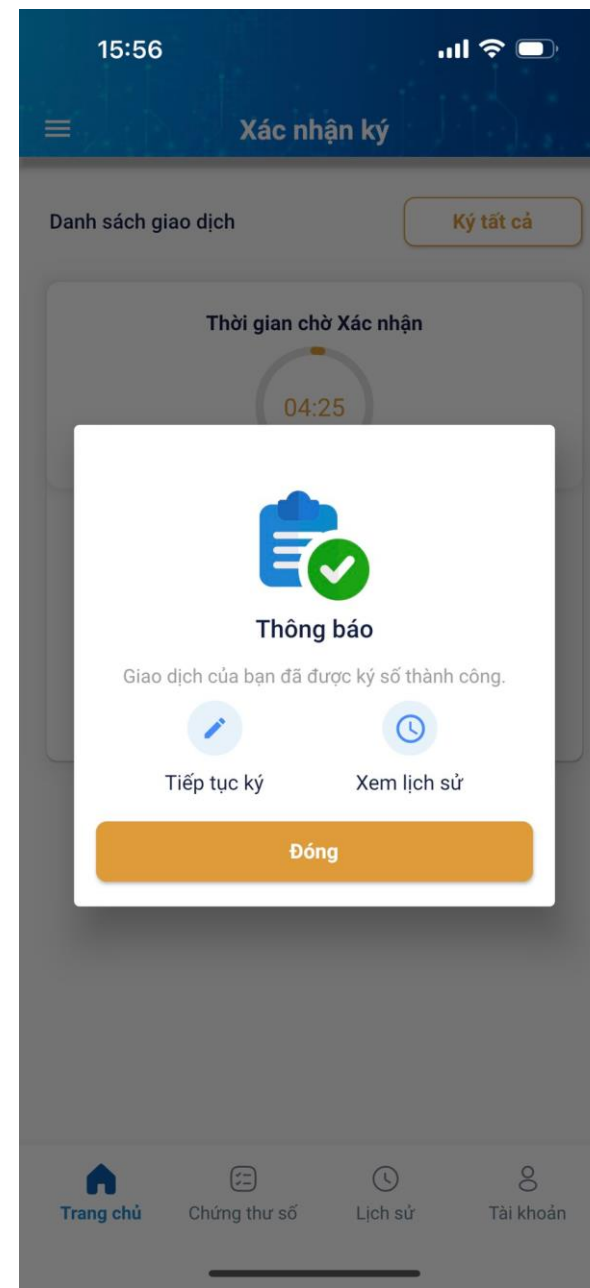 15:56
Xác nhận ký
Danh sách giao dịch
Ký tất cả
Thời gian chờ Xác nhận
04:25
Thông báo
Giao dịch của bạn đã được ký số thành công.
Tiếp tục ký
Xem lịch sử
Đóng
Trang chủ
Chứng thư số
Lịch sử
Tài khoản